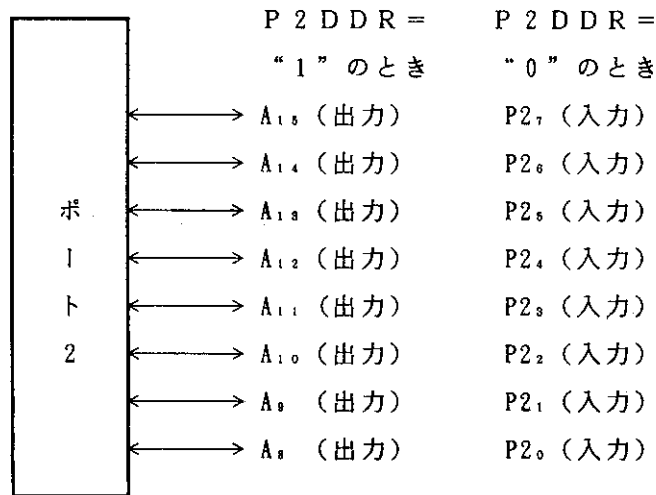 P2DDR= P2DDR=
“1”のとき “0”のとき
A₁₅(出力) P2₇(入力)
A₁₄(出力) P2₆(入力)
A₁₃(出力) P2₅(入力)
A₁₂(出力) P2₄(入力)
A₁₁(出力) P2₃(入力)
A₁₀(出力) P2₂(入力)
A₉(出力) P2₁(入力)
A₈(出力) P2₀(入力)
ポート2